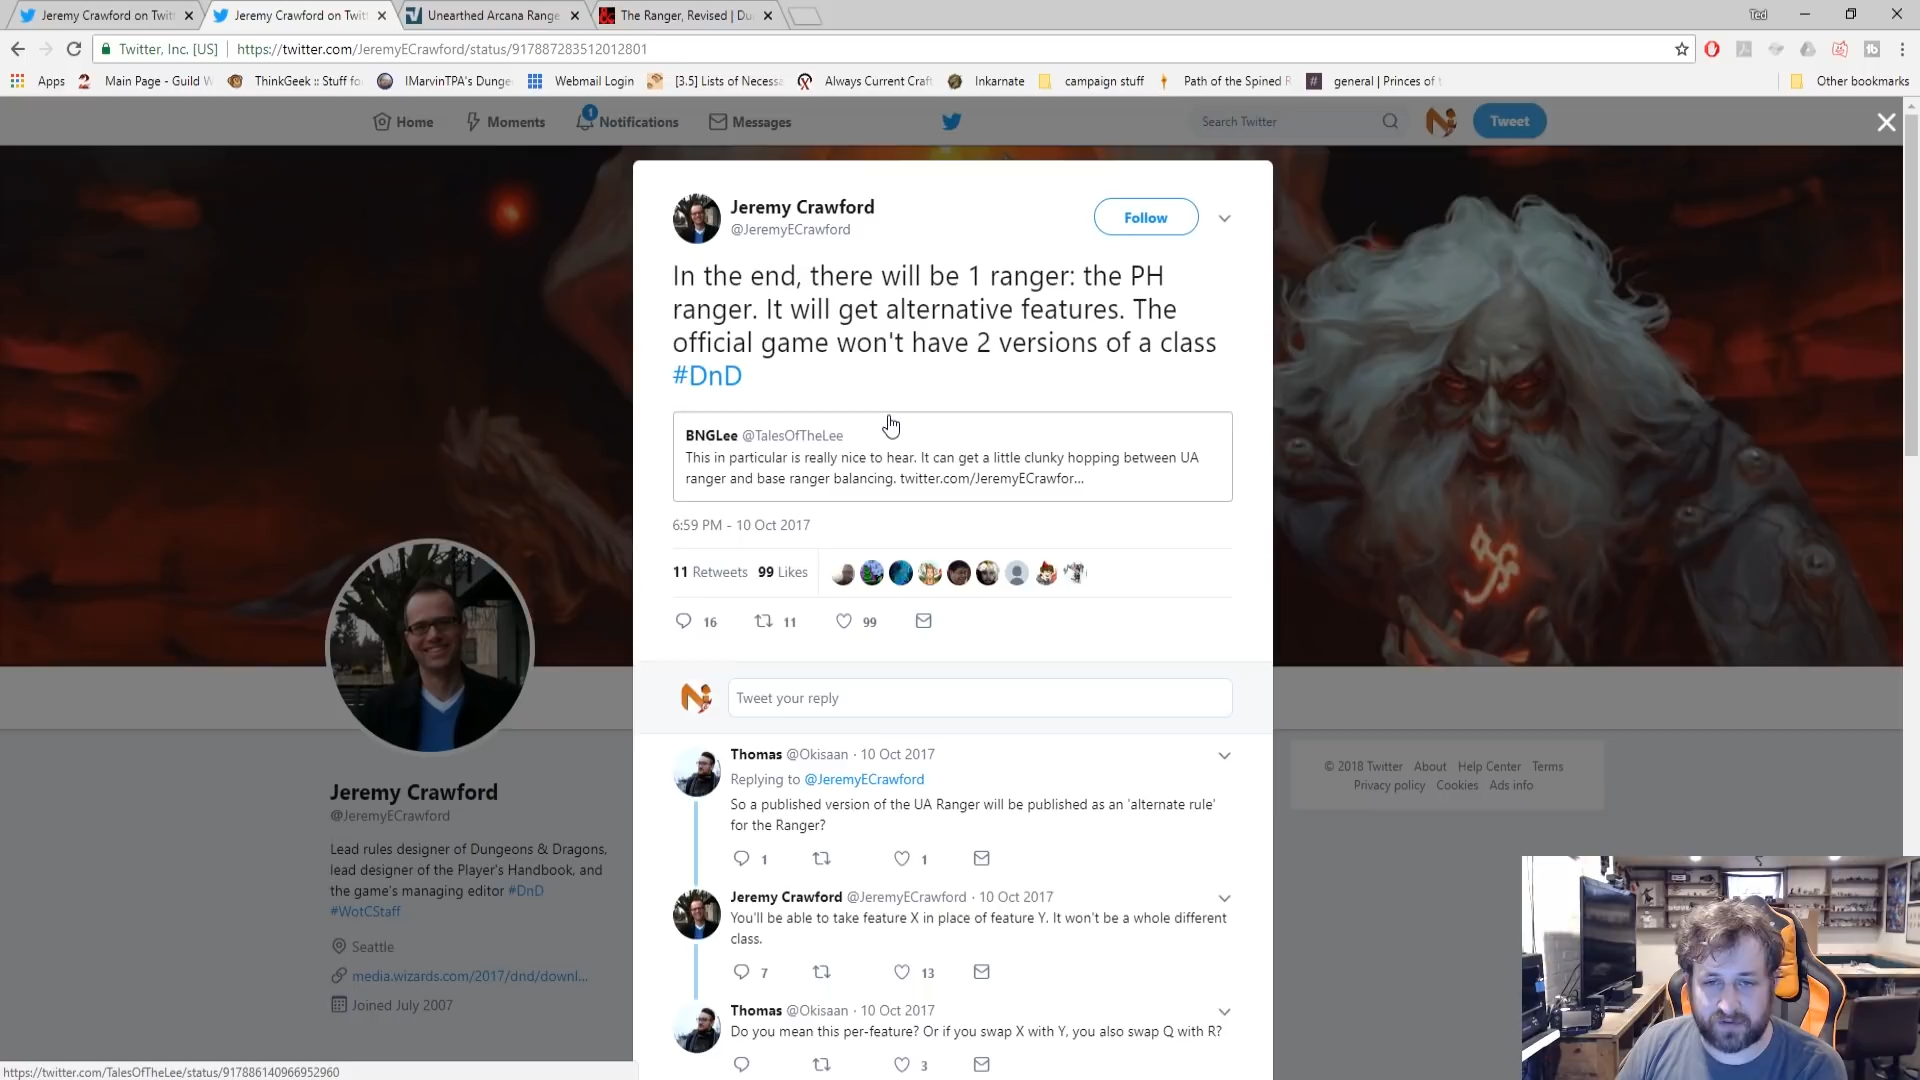 Jeremy Crawford on Twitt
Jeremy Crawford on Twitt
Unearthed Arcana Range
The Ranger, Revised | Du
Ted
Twitter, Inc. [US]
https://twitter.com/JeremyECrawford/status/917887283512012801
Apps
Main Page - Guild W
ThinkGeek :: Stuff fo
IMarvinTPA's Dunge
Webmail Login
[3.5] Lists of Necessa
Always Current Craft
Inkarnate
campaign stuff
Path of the Spined R
general | Princes of t
Other bookmarks
Home
Moments
1
Notifications
Messages
Search Twitter
Tweet
Jeremy Crawford
@JeremyECrawford
Follow
In the end, there will be 1 ranger: the PH
ranger. It will get alternative features. The
official game won't have 2 versions of a class
#DnD
BNGLee @TalesOfTheLee
This in particular is really nice to hear. It can get a little clunky hopping between UA
ranger and base ranger balancing. twitter.com/JeremyECrawfor...
6:59 PM - 10 Oct 2017
11 Retweets 99 Likes
16 11 99
Tweet your reply
Thomas @Okisaan · 10 Oct 2017
Replying to @JeremyECrawford
So a published version of the UA Ranger will be published as an 'alternate rule'
for the Ranger?
1 1
Jeremy Crawford @JeremyECrawford · 10 Oct 2017
You'll be able to take feature X in place of feature Y. It won't be a whole different
class.
7 13
Thomas @Okisaan · 10 Oct 2017
Do you mean this per-feature? Or if you swap X with Y, you also swap Q with R?
3
Jeremy Crawford
@JeremyECrawford
Lead rules designer of Dungeons & Dragons,
lead designer of the Player's Handbook, and
the game's managing editor #DnD
#WotCStaff
Seattle
media.wizards.com/2017/dnd/downl...
Joined July 2007
© 2018 Twitter About Help Center Terms
Privacy policy Cookies Ads info
https://twitter.com/TalesOfTheLee/status/917886140966952960